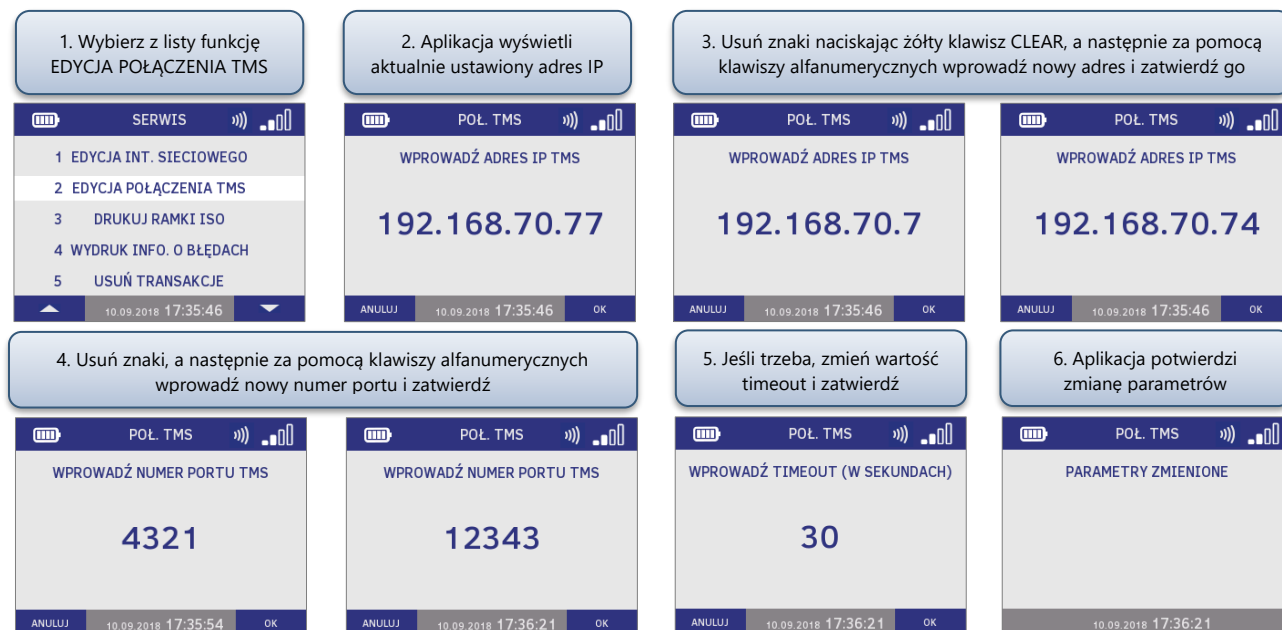 1. Wybierz z listy funkcję
EDYCJA POŁĄCZENIA TMS
2. Aplikacja wyświetli
aktualnie ustawiony adres IP
3. Usuń znaki naciskając żółty klawisz CLEAR, a następnie za pomocą
klawiszy alfanumerycznych wprowadź nowy adres i zatwierdź go
SERWIS
1 EDYCJA INT. SIECIOWEGO
2 EDYCJA POŁĄCZENIA TMS
3 DRUKUJ RAMKI ISO
4 WYDRUK INFO. O BŁĘDACH
5 USUŃ TRANSAKCJE
10.09.2018 17:35:46
POŁ. TMS
WPROWADŹ ADRES IP TMS
192.168.70.77
ANULUJ 10.09.2018 17:35:46 OK
POŁ. TMS
WPROWADŹ ADRES IP TMS
192.168.70.7
ANULUJ 10.09.2018 17:35:46 OK
POŁ. TMS
WPROWADŹ ADRES IP TMS
192.168.70.74
ANULUJ 10.09.2018 17:35:46 OK
4. Usuń znaki, a następnie za pomocą klawiszy alfanumerycznych
wprowadź nowy numer portu i zatwierdź
5. Jeśli trzeba, zmień wartość
timeout i zatwierdź
6. Aplikacja potwierdzi
zmianę parametrów
POŁ. TMS
WPROWADŹ NUMER PORTU TMS
4321
ANULUJ 10.09.2018 17:35:54 OK
POŁ. TMS
WPROWADŹ NUMER PORTU TMS
12343
ANULUJ 10.09.2018 17:36:21 OK
POŁ. TMS
WPROWADŹ TIMEOUT (W SEKUNDACH)
30
ANULUJ 10.09.2018 17:36:21 OK
POŁ. TMS
PARAMETRY ZMIENIONE
10.09.2018 17:36:21